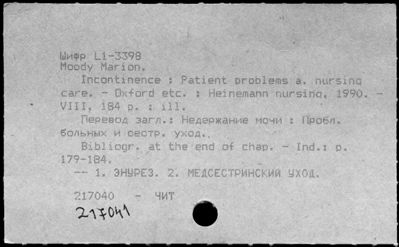 Шифр L1-3398
Moody Marion.
Incontinence : Patient problems a. nursing
care. - Oxford etc. : Heinemann nursing, 1990. -
VIII, 184 p. : ill.
Перевод загл.: Недержание мочи : Пробл.
больных и сестр. уход.
Bibliogr. at the end of chap. - Ind.: p.
179-184.
-- 1. ЭНУРЕЗ. 2. МЕДСЕСТРИНСКИЙ УХОД.
217040 - ЧИТ
217041